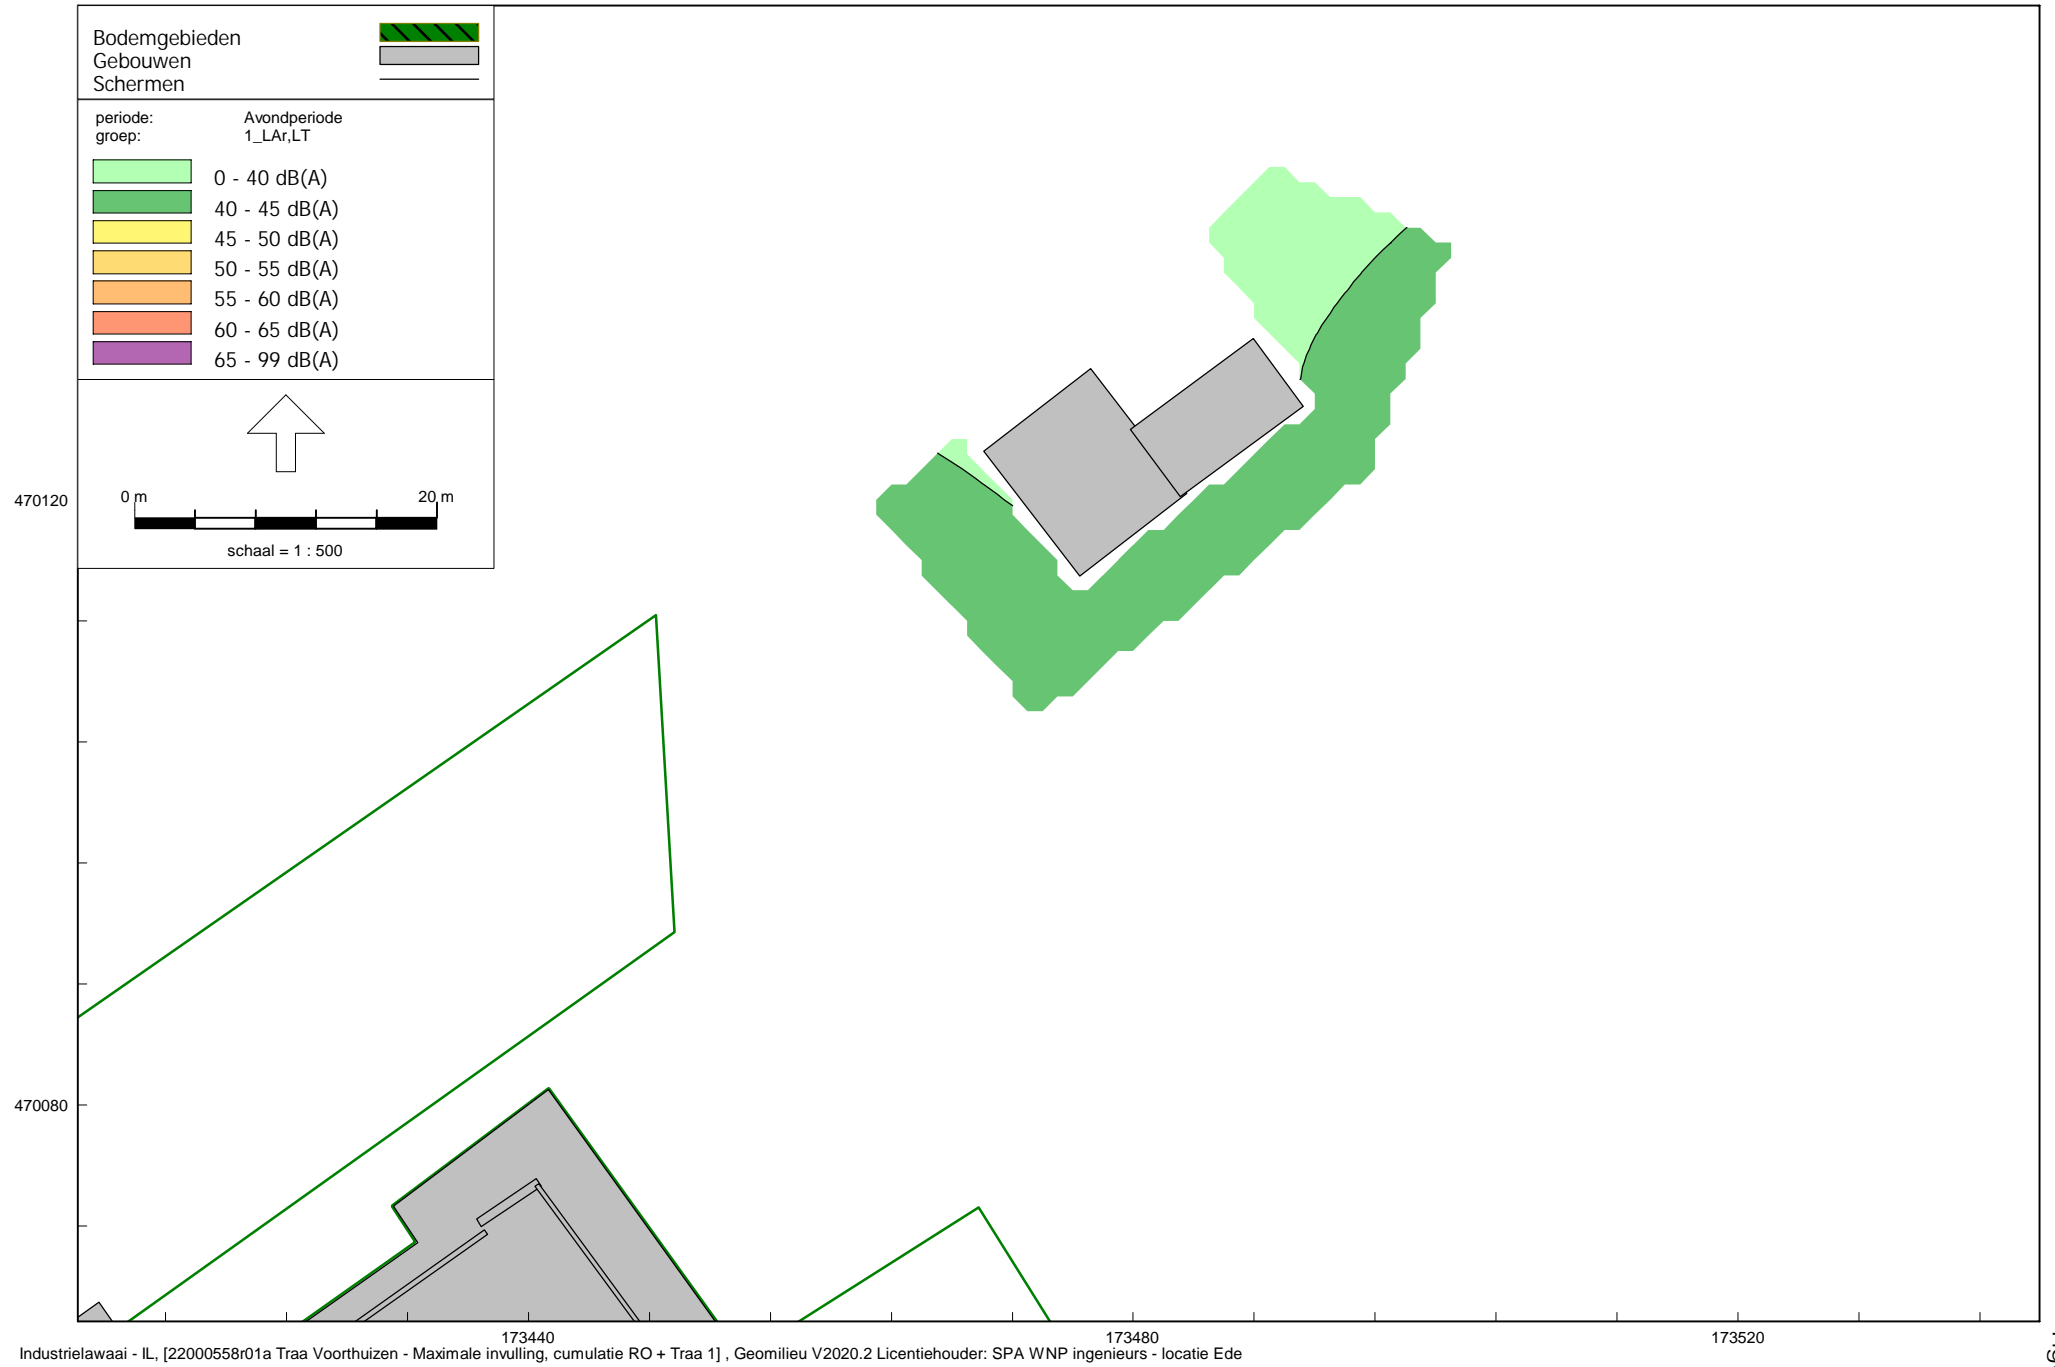 Bodemgebieden
Gebouwen
Schermen
periode: Avondperiode
groep: 1_LAr,LT
0 - 40 dB(A)
40 - 45 dB(A)
45 - 50 dB(A)
50 - 55 dB(A)
55 - 60 dB(A)
60 - 65 dB(A)
65 - 99 dB(A)
0 m 20 m
schaal = 1 : 500
470120
470080
173440 173480 173520
Industrielawaai - IL, [22000558r01a Traa Voorthuizen - Maximale invulling, cumulatie RO + Traa 1] , Geomilieu V2020.2 Licentiehouder: SPA WNP ingenieurs - locatie Ede